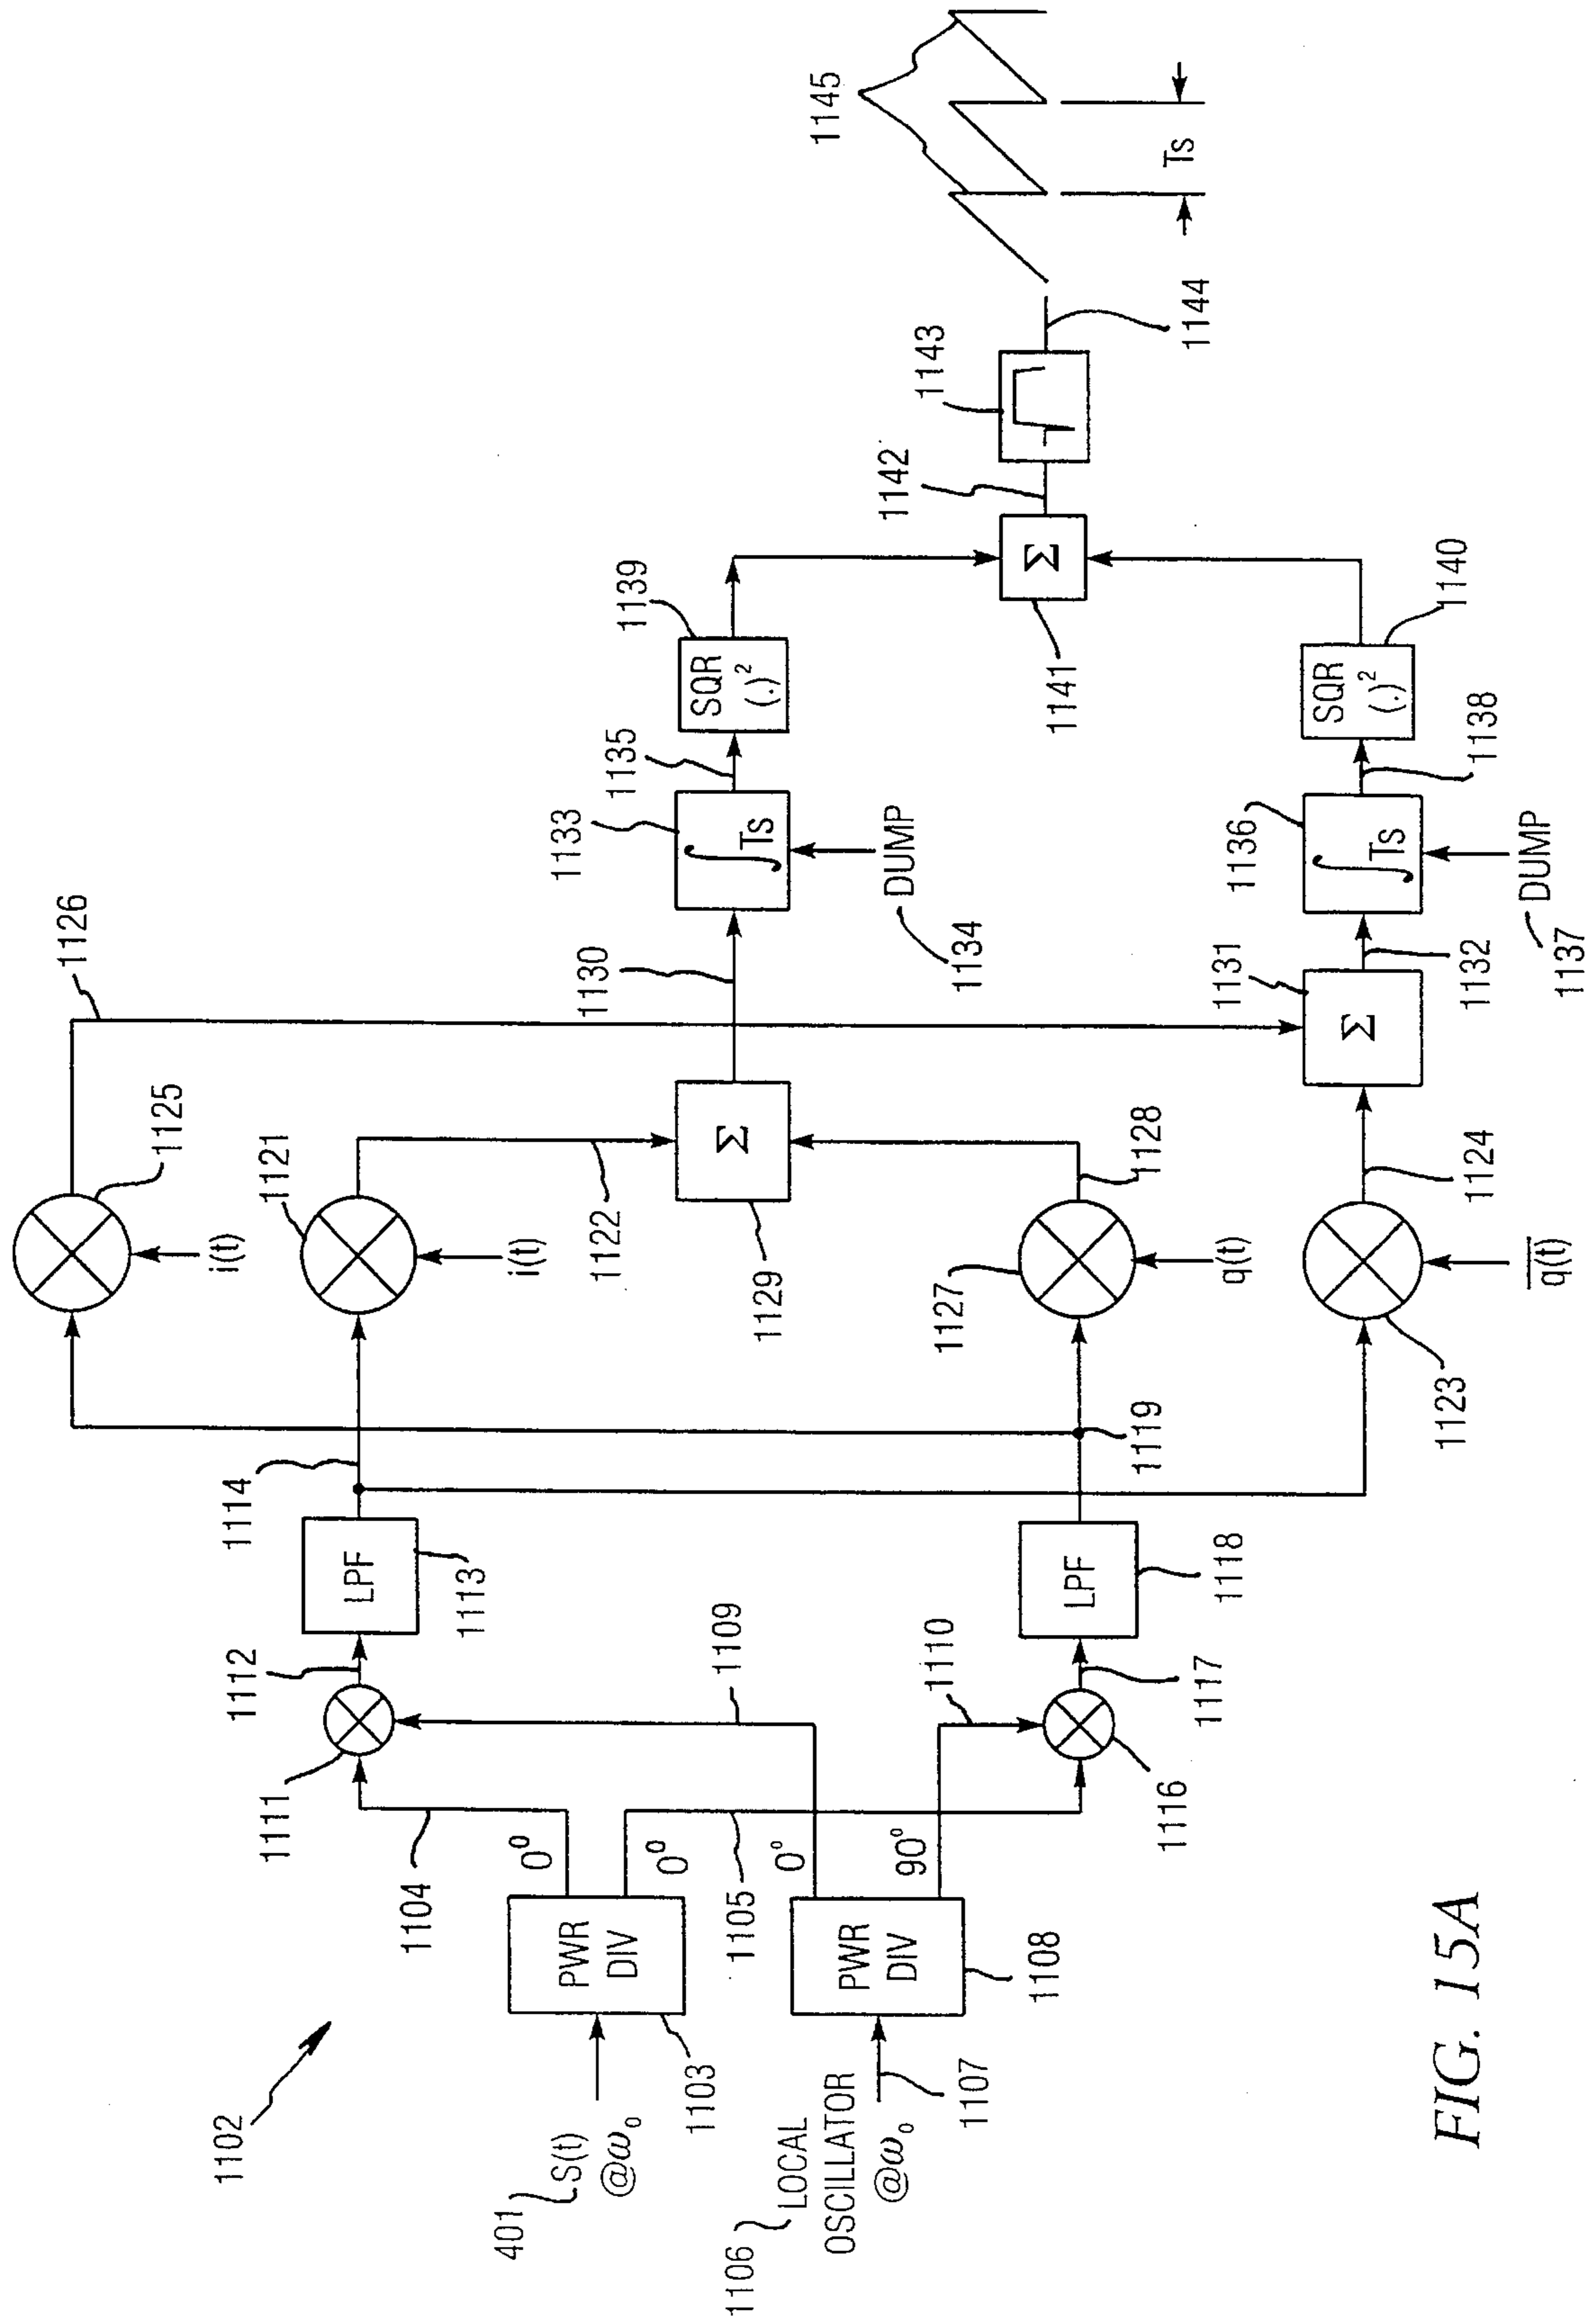 1102
401
S(t)
@ω₀
1103
PWR
DIV
0°
0°
1104
1105
1106
LOCAL
OSCILLATOR
@ω₀
1107
PWR
DIV
1108
0°
90°
1109
1110
1111
1112
LPF
1113
1114
1116
1117
LPF
1118
1119
1125
i(t)
1126
1121
i(t)
1122
Σ
1129
1127
q(t)
1128
1123
q̅(̅t̅)̅
1124
1130
1131
Σ
1132
1133
∫Ts
DUMP
1134
1135
1136
∫Ts
DUMP
1137
1138
1139
SQR
(.)²
SQR
(.)²
1140
Σ
1141
1142
1143
1144
1145
Ts
FIG. 15A